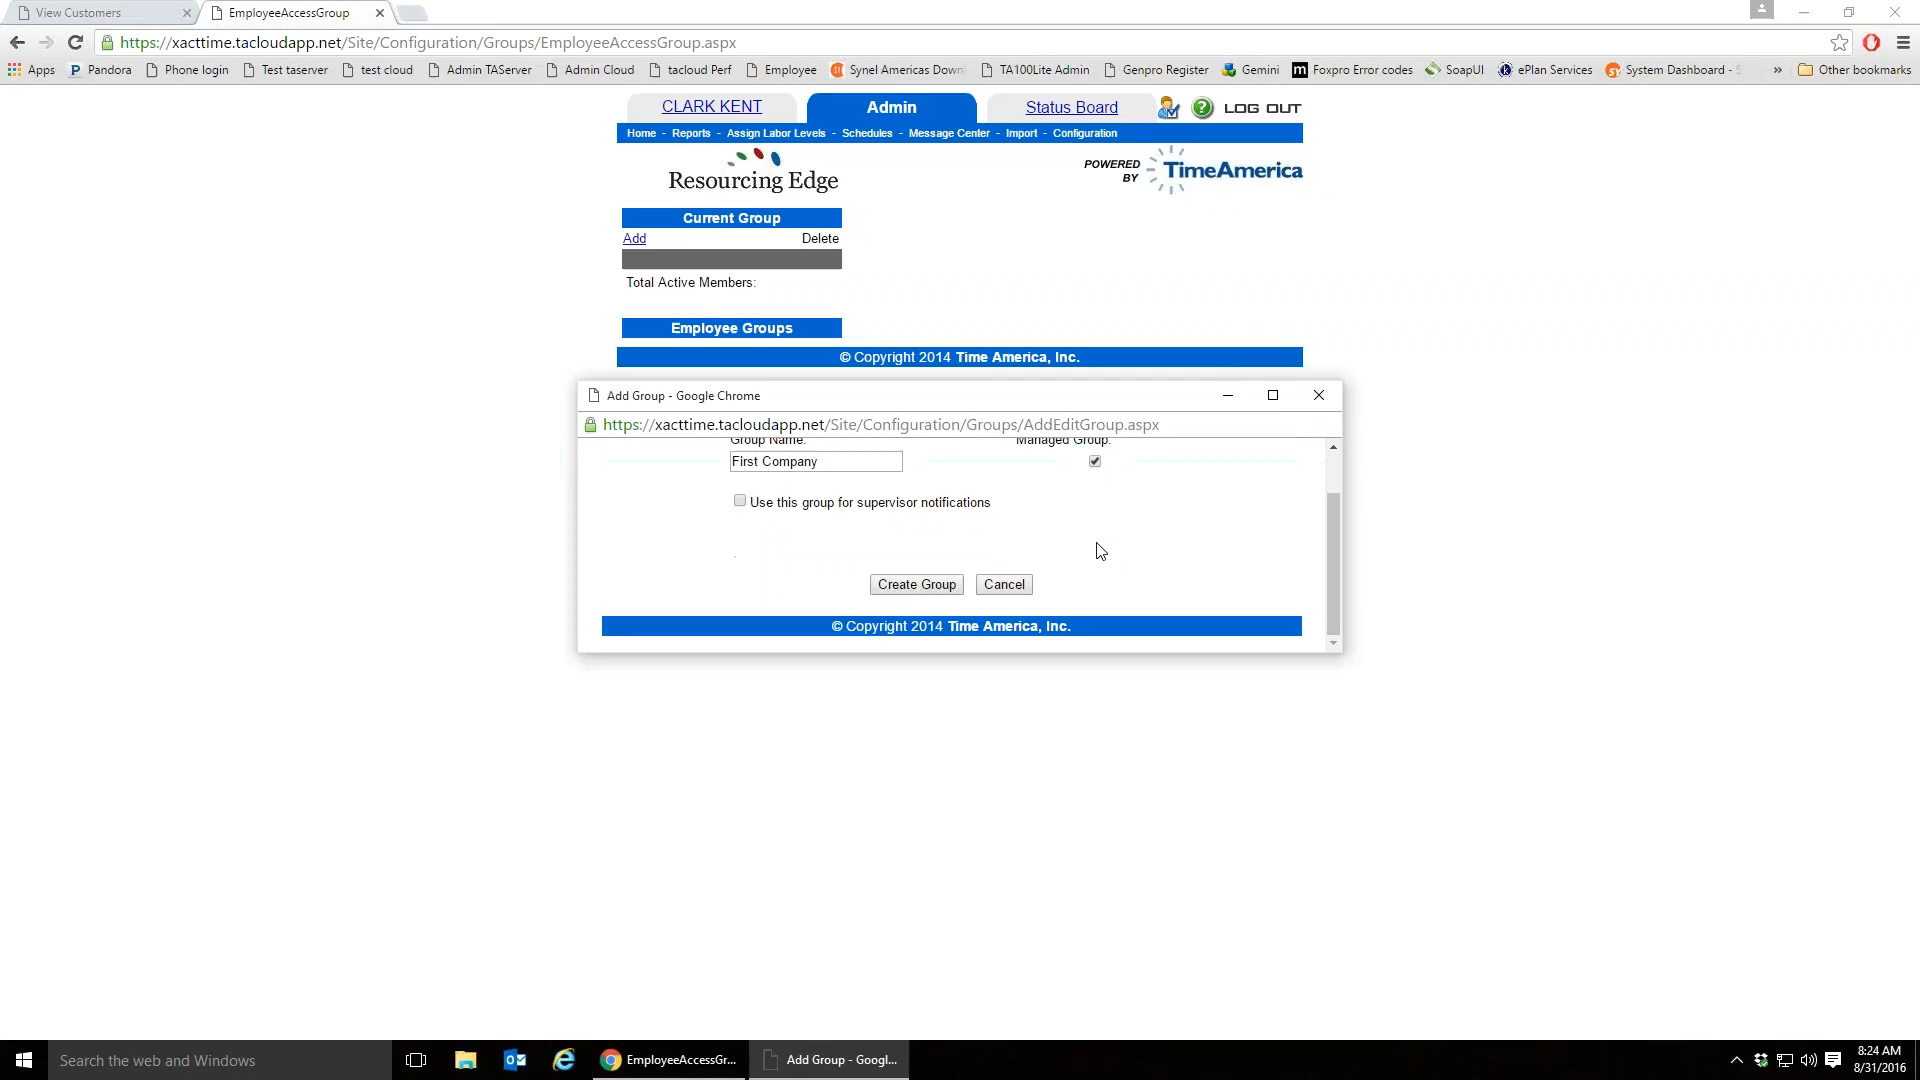 View Customers
EmployeeAccessGroup
https://xacttime.tacloudapp.net/Site/Configuration/Groups/EmployeeAccessGroup.aspx
Apps Pandora Phone login Test taserver test cloud Admin TAServer Admin Cloud tacloud Perf Employee Synel Americas Down TA100Lite Admin Genpro Register Gemini Foxpro Error codes SoapUI ePlan Services System Dashboard - » Other bookmarks
CLARK KENT Admin Status Board LOG OUT
Home - Reports - Assign Labor Levels - Schedules - Message Center - Import - Configuration
Resourcing Edge
POWERED BY TimeAmerica
Current Group
Add Delete
Total Active Members:
Employee Groups
© Copyright 2014 Time America, Inc.
Add Group - Google Chrome
https://xacttime.tacloudapp.net/Site/Configuration/Groups/AddEditGroup.aspx
Group Name: Managed Group:
First Company
Use this group for supervisor notifications
Create Group Cancel
© Copyright 2014 Time America, Inc.
Search the web and Windows
EmployeeAccessGr...
Add Group - Googl...
8:24 AM
8/31/2016